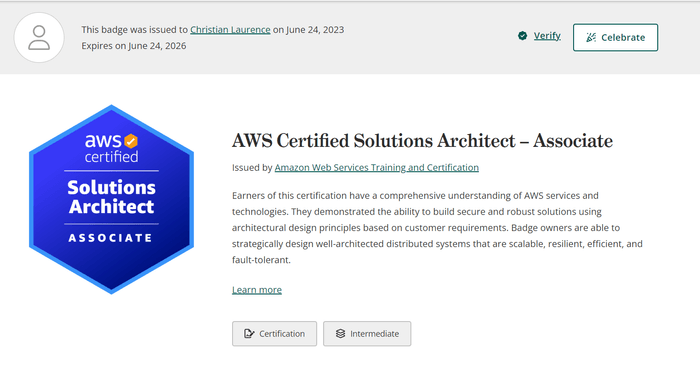 This badge was issued to Christian Laurence on June 24, 2023
Expires on June 24, 2026
Verify
Celebrate
aws
certified
Solutions
Architect
ASSOCIATE
AWS Certified Solutions Architect – Associate
Issued by Amazon Web Services Training and Certification
Earners of this certification have a comprehensive understanding of AWS services and
technologies. They demonstrated the ability to build secure and robust solutions using
architectural design principles based on customer requirements. Badge owners are able to
strategically design well-architected distributed systems that are scalable, resilient, efficient, and
fault-tolerant.
Learn more
Certification
Intermediate